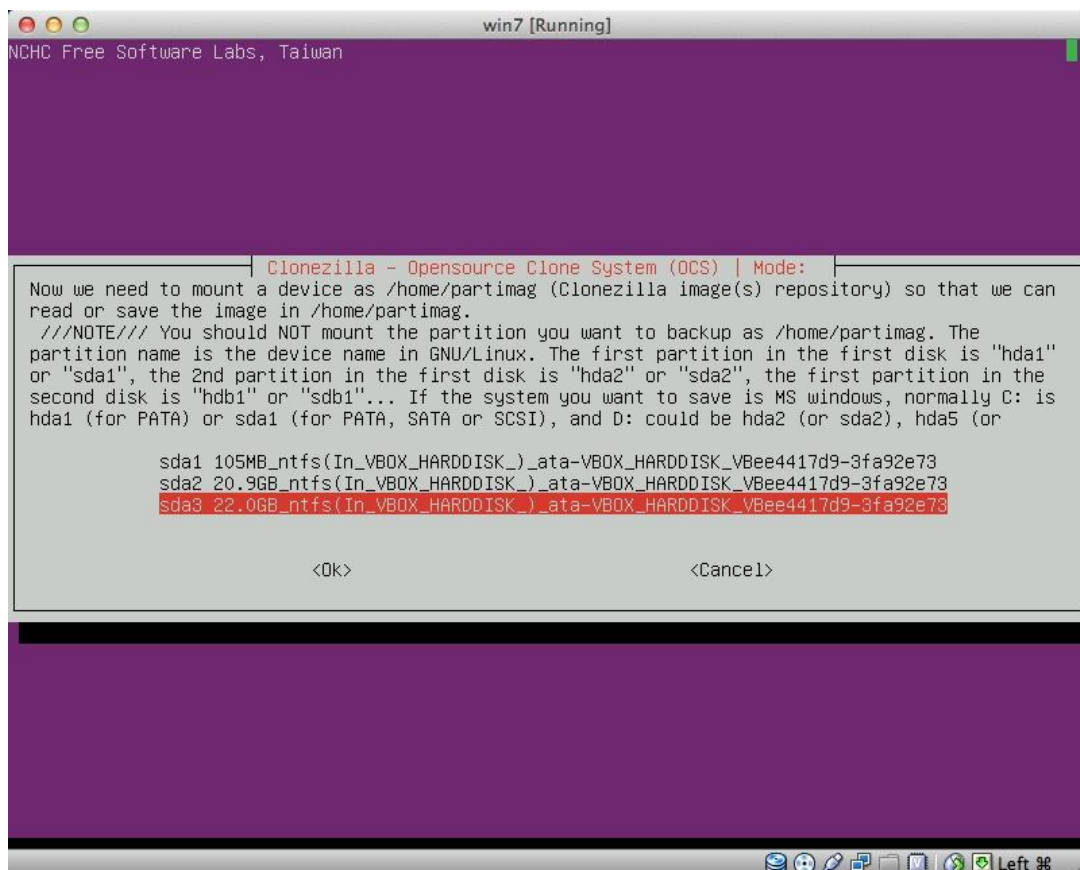 win7 [Running]
NCHC Free Software Labs, Taiwan
Clonezilla - Opensource Clone System (OCS) | Mode:
Now we need to mount a device as /home/partimag (Clonezilla image(s) repository) so that we can
read or save the image in /home/partimag.
///NOTE/// You should NOT mount the partition you want to backup as /home/partimag. The
partition name is the device name in GNU/Linux. The first partition in the first disk is "hda1"
or "sda1", the 2nd partition in the first disk is "hda2" or "sda2", the first partition in the
second disk is "hdb1" or "sdb1"... If the system you want to save is MS windows, normally C: is
hda1 (for PATA) or sda1 (for PATA, SATA or SCSI), and D: could be hda2 (or sda2), hda5 (or
sda1 105MB_ntfs(In_VBOX_HARDDISK_)_ata-VBOX_HARDDISK_VBee4417d9-3fa92e73
sda2 20.9GB_ntfs(In_VBOX_HARDDISK_)_ata-VBOX_HARDDISK_VBee4417d9-3fa92e73
sda3 22.0GB_ntfs(In_VBOX_HARDDISK_)_ata-VBOX_HARDDISK_VBee4417d9-3fa92e73
<Ok> <Cancel>
Left ⌘